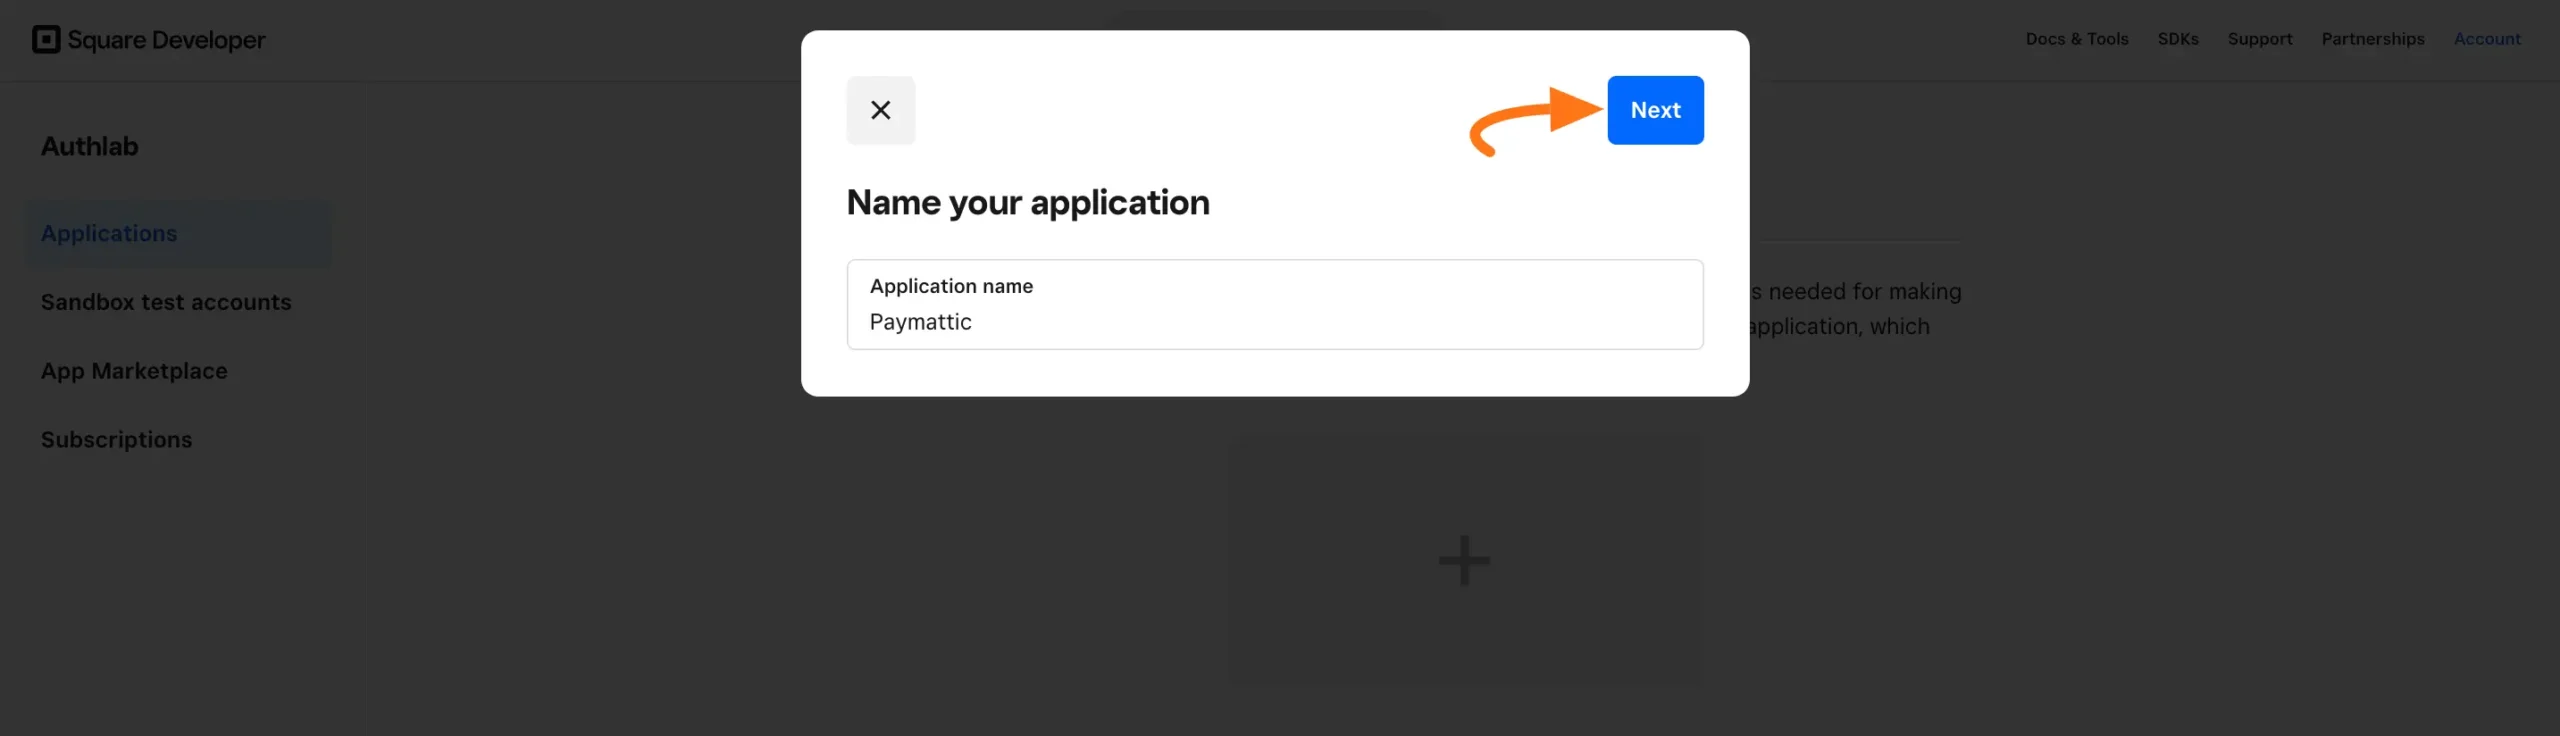 Square Developer
Docs & Tools
SDKs
Support
Partnerships
Account
Authlab
Applications
Sandbox test accounts
App Marketplace
Subscriptions
Next
Name your application
Application name
Paymattic
s needed for making
application, which